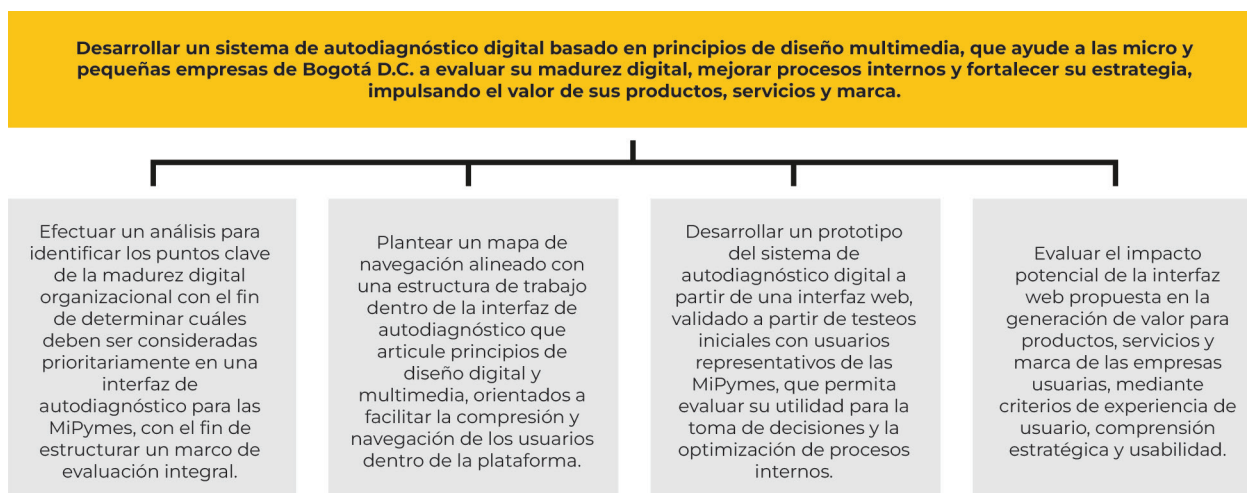 Desarrollar un sistema de autodiagnóstico digital basado en principios de diseño multimedia, que ayude a las micro y
pequeñas empresas de Bogotá D.C. a evaluar su madurez digital, mejorar procesos internos y fortalecer su estrategia,
impulsando el valor de sus productos, servicios y marca.
Efectuar un análisis para
identificar los puntos clave
de la madurez digital
organizacional con el fin
de determinar cuáles
deben ser consideradas
prioritariamente en una
interfaz de
autodiagnóstico para las
MiPymes, con el fin de
estructurar un marco de
evaluación integral.
Plantear un mapa de
navegación alineado con
una estructura de trabajo
dentro de la interfaz de
autodiagnóstico que
articule principios de
diseño digital y
multimedia, orientados a
facilitar la compresión y
navegación de los usuarios
dentro de la plataforma.
Desarrollar un prototipo
del sistema de
autodiagnóstico digital a
partir de una interfaz web,
validado a partir de testeos
iniciales con usuarios
representativos de las
MiPymes, que permita
evaluar su utilidad para la
toma de decisiones y la
optimización de procesos
internos.
Evaluar el impacto
potencial de la interfaz
web propuesta en la
generación de valor para
productos, servicios y
marca de las empresas
usuarias, mediante
criterios de experiencia de
usuario, comprensión
estratégica y usabilidad.